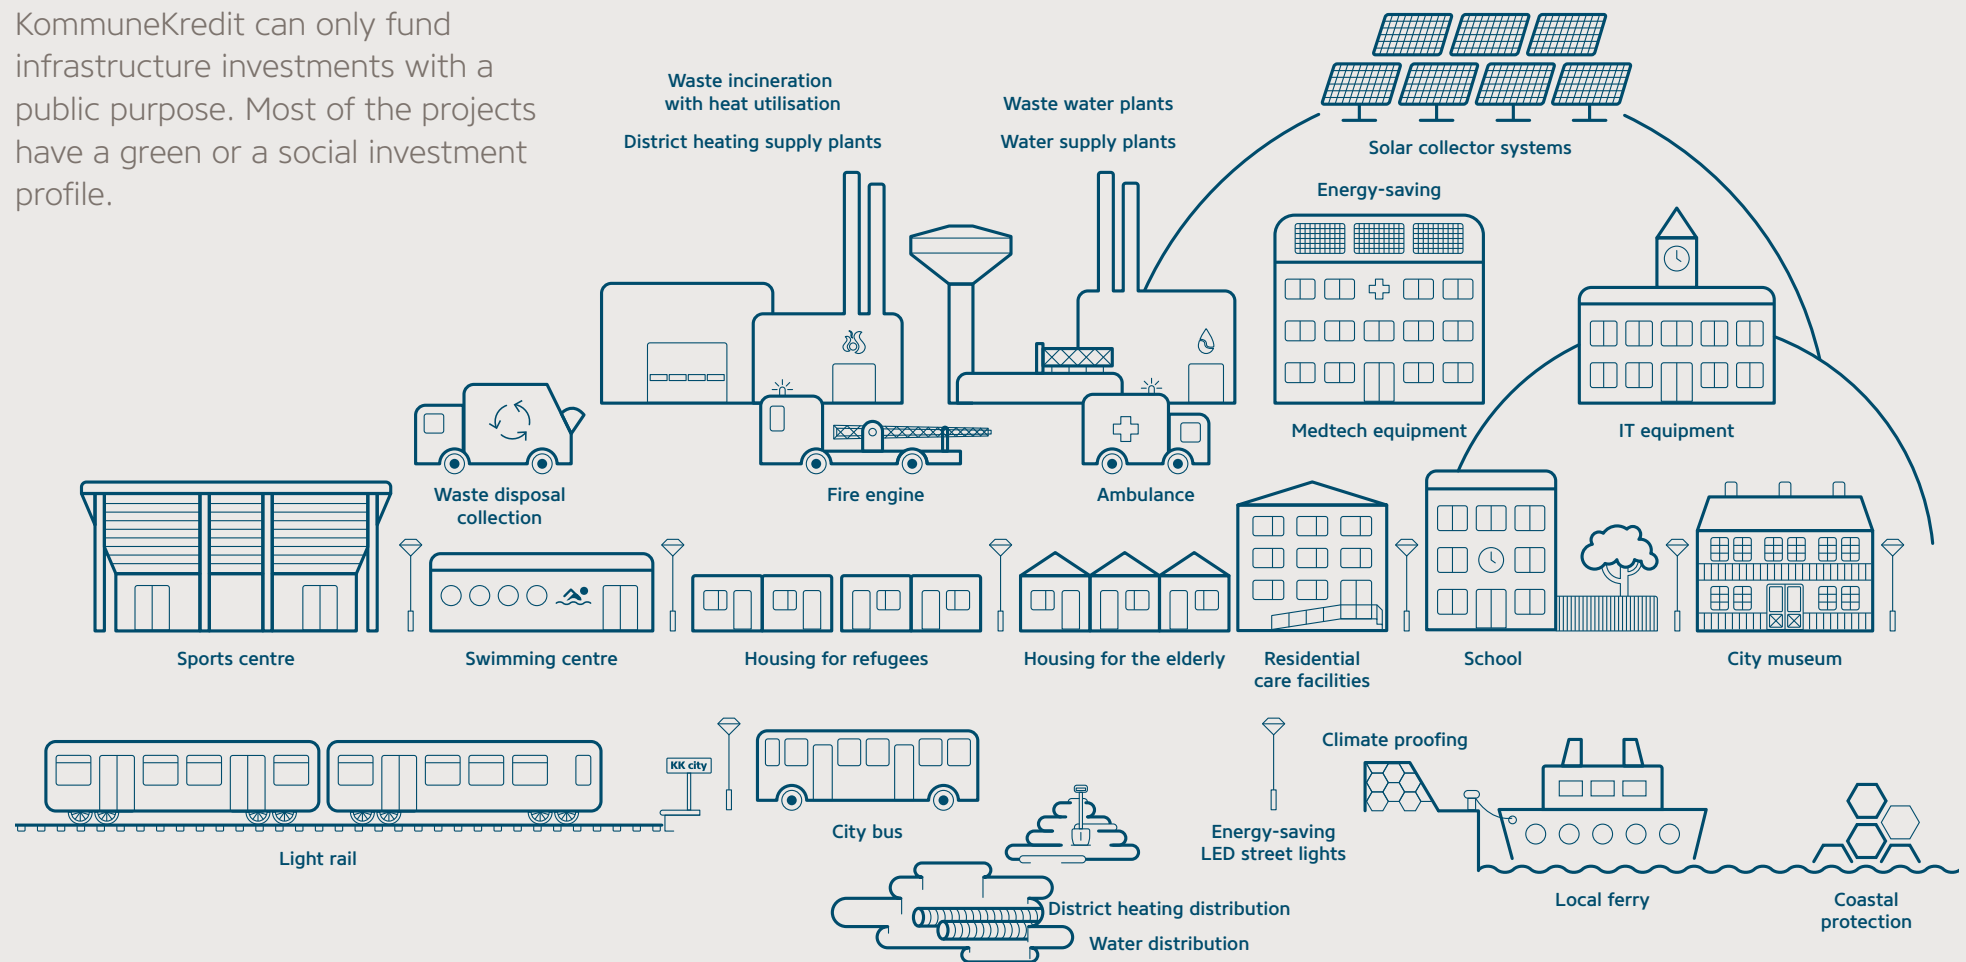 KommuneKredit can only fund
infrastructure investments with a
public purpose. Most of the projects
have a green or a social investment
profile.
Waste incineration
with heat utilisation
District heating supply plants
Waste water plants
Water supply plants
Solar collector systems
Energy-saving
Medtech equipment
IT equipment
Waste disposal
collection
Fire engine
Ambulance
Sports centre
Swimming centre
Housing for refugees
Housing for the elderly
Residential
care facilities
School
City museum
Light rail
KK city
City bus
Energy-saving
LED street lights
Climate proofing
Local ferry
Coastal
protection
District heating distribution
Water distribution